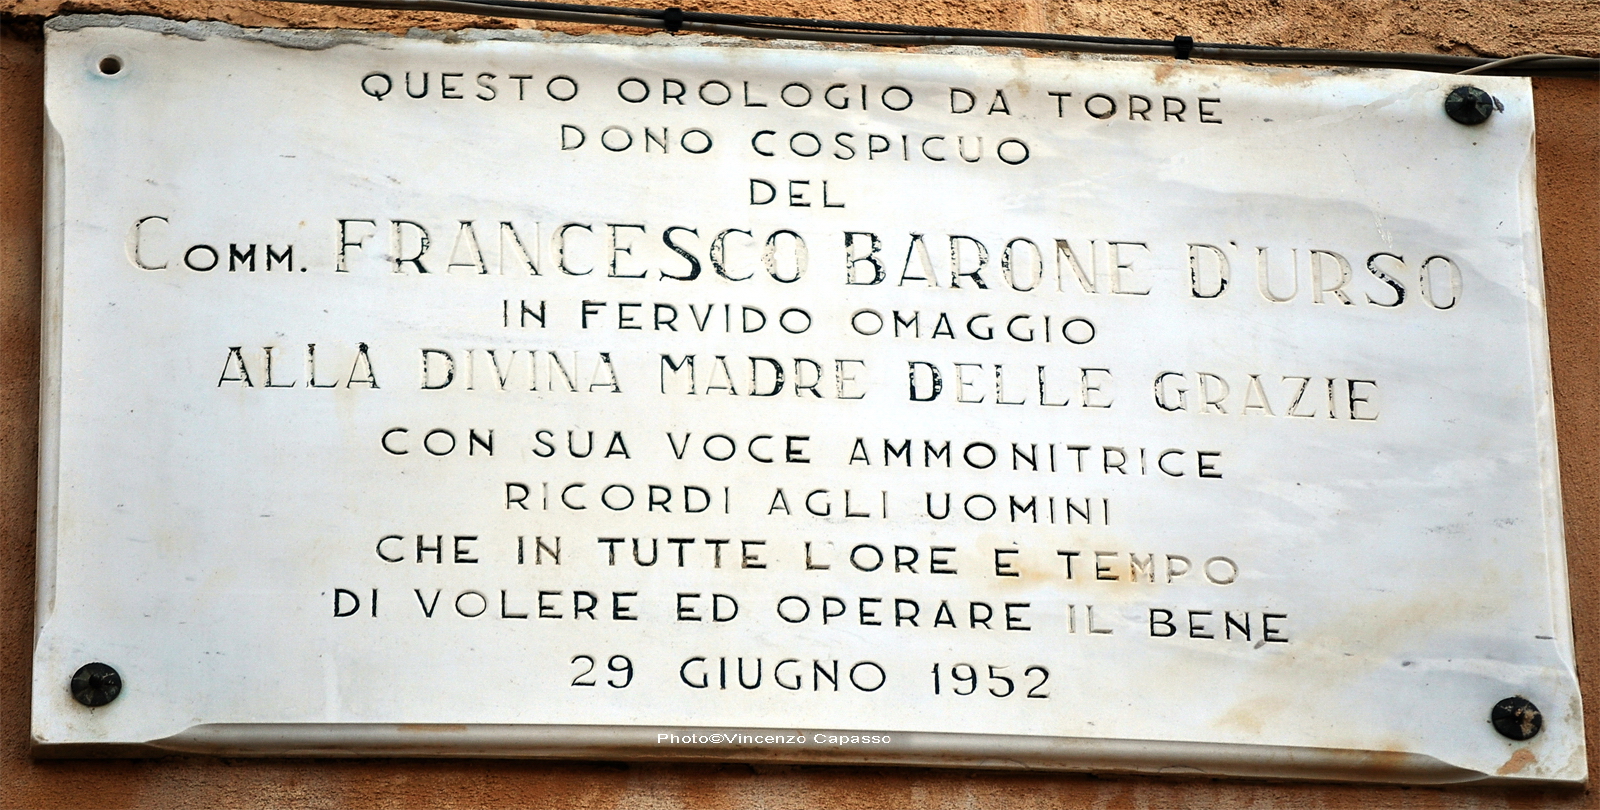 QUESTO OROLOGIO DA TORRE
DONO COSPICUO
DEL
COMM. FRANCESCO BARONE D'URSO
IN FERVIDO OMAGGIO
ALLA DIVINA MADRE DELLE GRAZIE
CON SUA VOCE AMMONITRICE
RICORDI AGLI UOMINI
CHE IN TUTTE L'ORE È TEMPO
DI VOLERE ED OPERARE IL BENE
29 GIUGNO 1952
Photo©Vincenzo Capasso